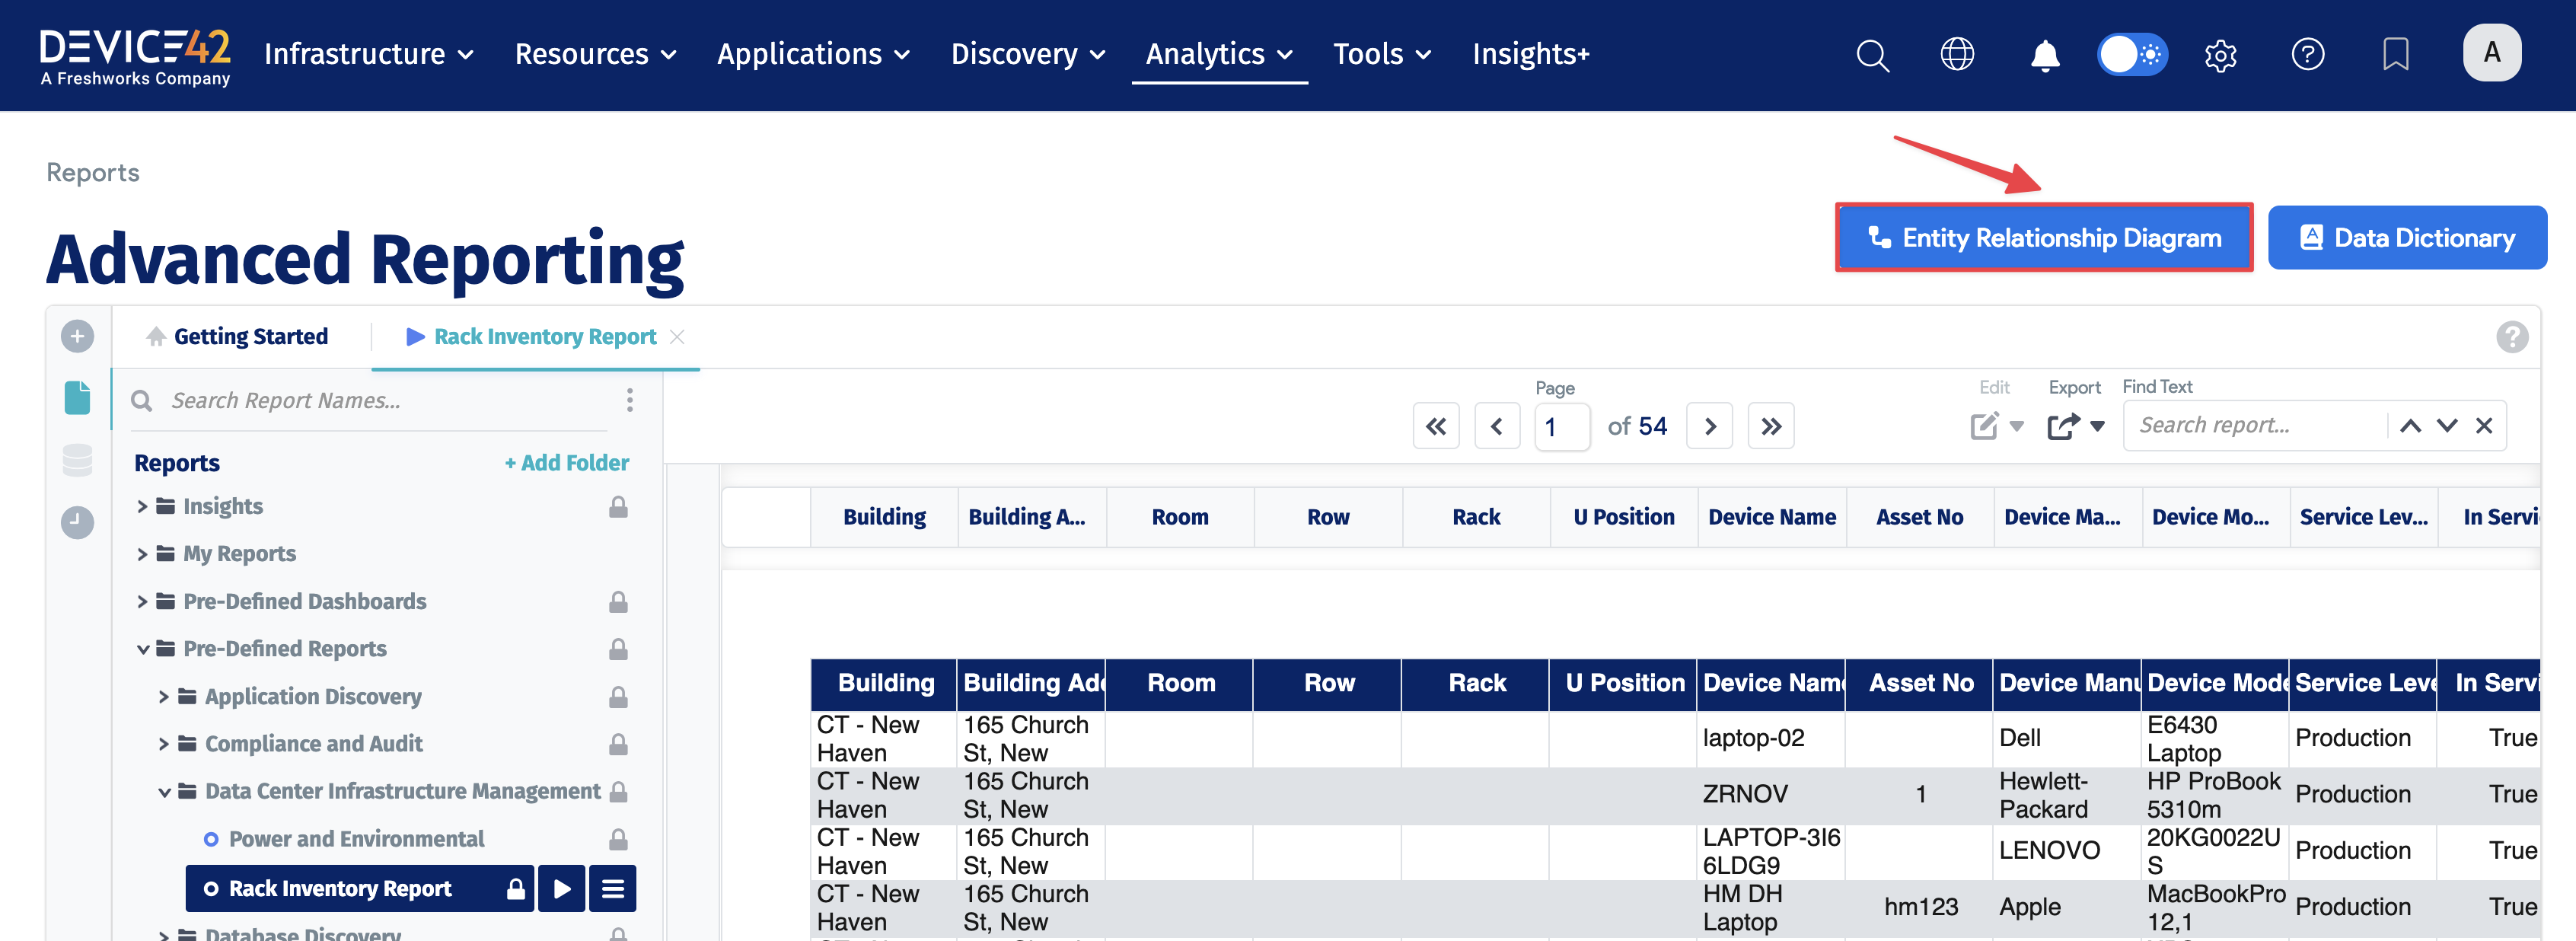 DEVICE42
A Freshworks Company
Infrastructure
Resources
Applications
Discovery
Analytics
Tools
Insights+
A
Reports
Advanced Reporting
Entity Relationship Diagram
Data Dictionary
Getting Started
Rack Inventory Report
Search Report Names...
Reports
+ Add Folder
Insights
My Reports
Pre-Defined Dashboards
Pre-Defined Reports
Application Discovery
Compliance and Audit
Data Center Infrastructure Management
Power and Environmental
Rack Inventory Report
Database Discovery
Page
1 of 54
Edit
Export
Find Text
Search report...
Building Building A... Room Row Rack U Position Device Name Asset No Device Ma... Device Mo... Service Lev... In Servi
Building Building Add Room Row Rack U Position Device Name Asset No Device Manu Device Mode Service Leve In Servi
CT - New Haven 165 Church St, New laptop-02 Dell E6430 Laptop Production True
CT - New Haven 165 Church St, New ZRNOV 1 Hewlett-Packard HP ProBook 5310m Production True
CT - New Haven 165 Church St, New LAPTOP-3I66LDG9 LENOVO 20KG0022US Production True
CT - New Haven 165 Church St, New HM DH Laptop hm123 Apple MacBookPro12,1 Production True